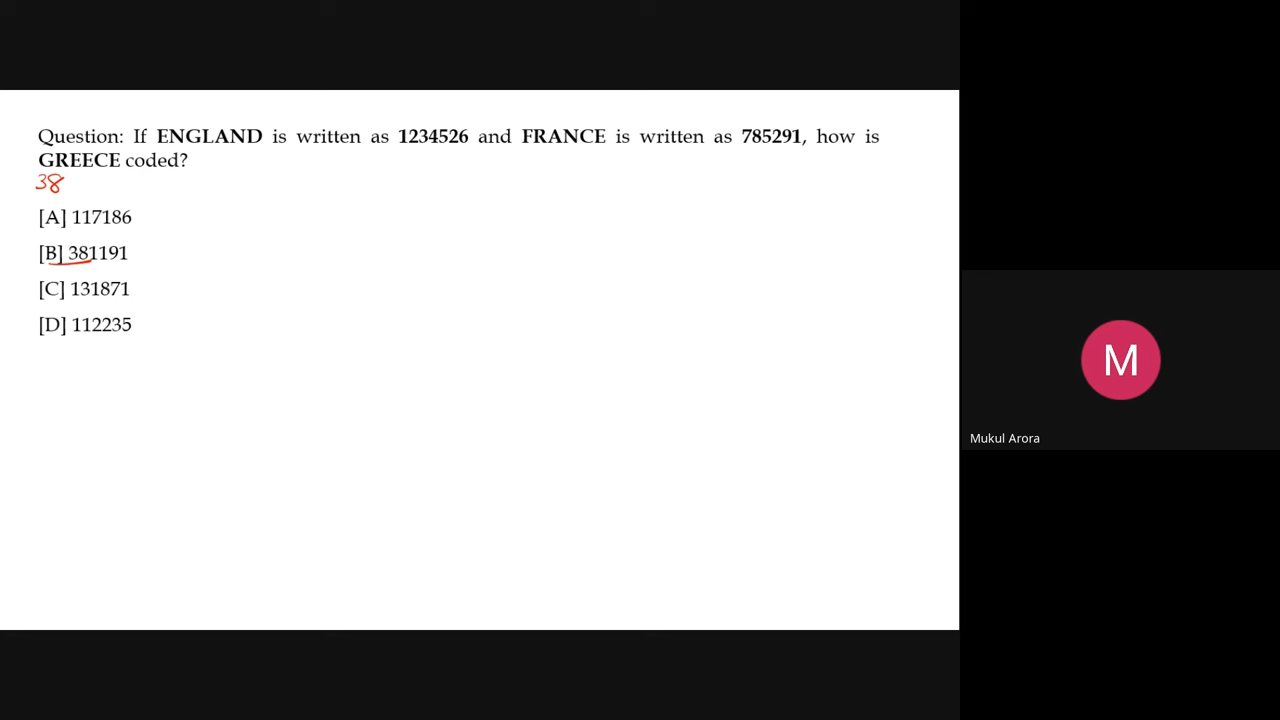 Question: If ENGLAND is written as 1234526 and FRANCE is written as 785291, how is
GREECE coded?
38
[A] 117186
[B] 381191
[C] 131871
[D] 112235
M
Mukul Arora